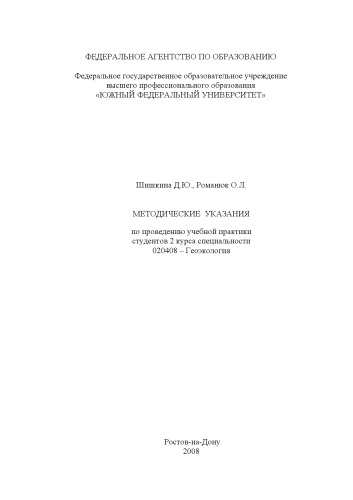 ФЕДЕРАЛЬНОЕ АГЕНТСТВО ПО ОБРАЗОВАНИЮ
Федеральное государственное образовательное учреждение
высшего профессионального образования
«ЮЖНЫЙ ФЕДЕРАЛЬНЫЙ УНИВЕРСИТЕТ»
Шишкина Д.Ю., Романюк О.Л.
МЕТОДИЧЕСКИЕ УКАЗАНИЯ
по проведению учебной практики
студентов 2 курса специальности
020408 – Геоэкология
Ростов-на-Дону
2008